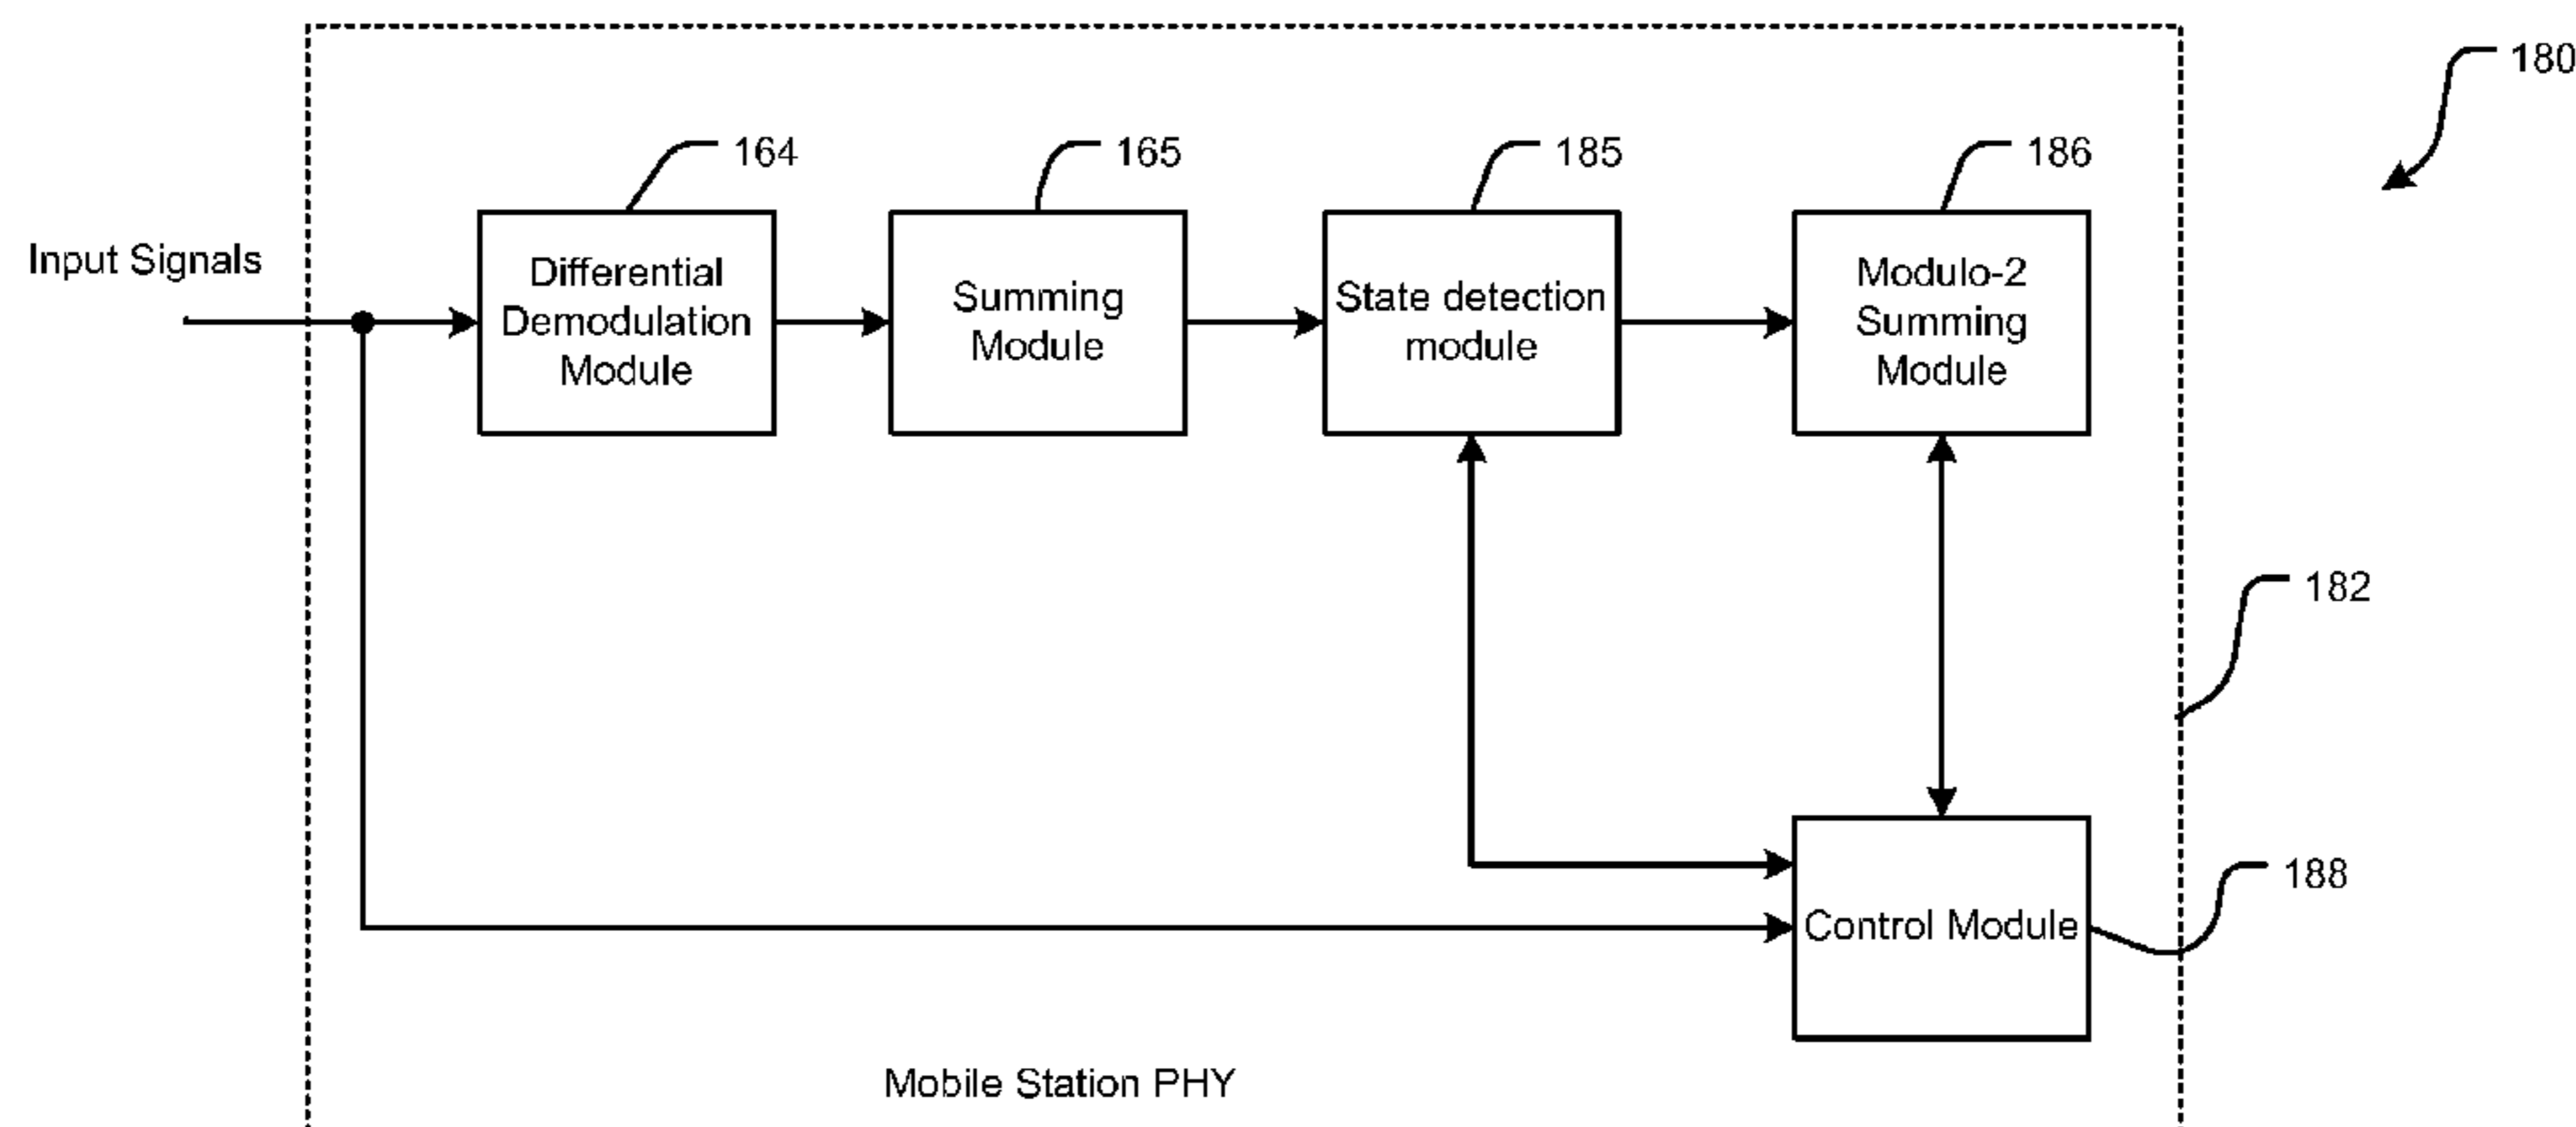 180
164
165
185
186
Input Signals
Differential
Demodulation
Module
Summing
Module
State detection
module
Modulo-2
Summing
Module
182
188
Control Module
Mobile Station PHY